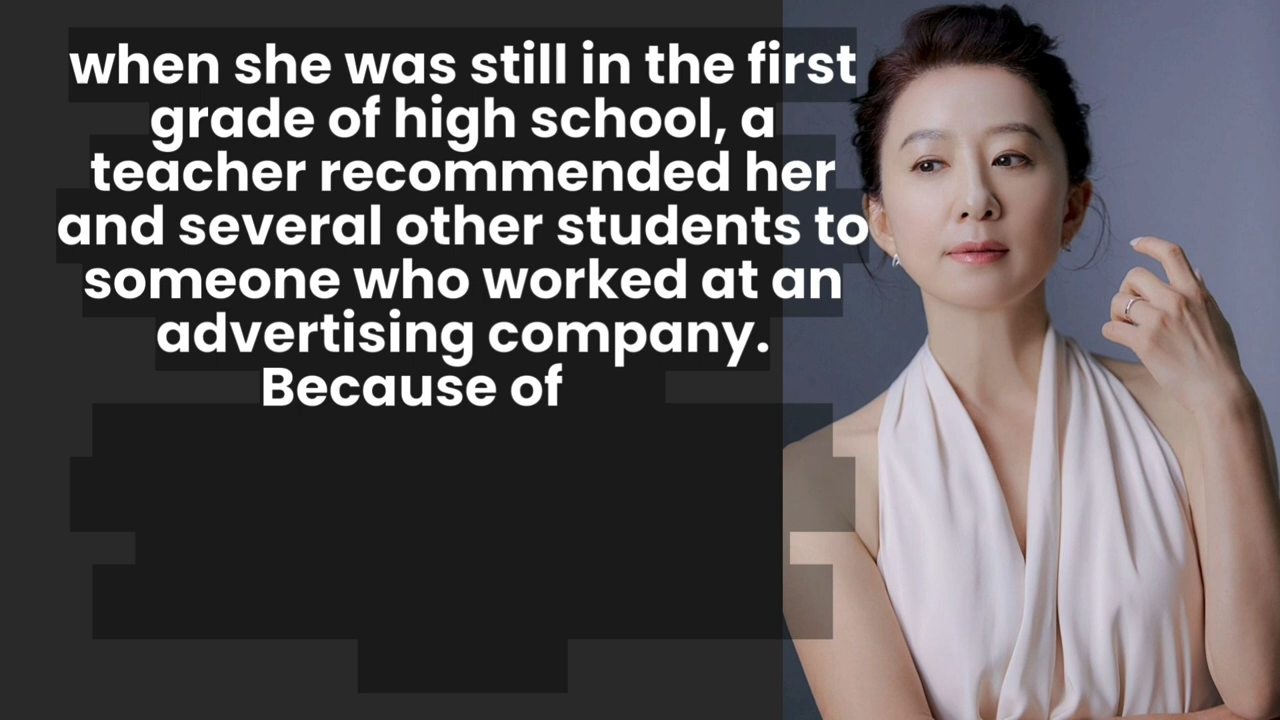 when she was still in the first
grade of high school, a
teacher recommended her
and several other students to
someone who worked at an
advertising company.
Because of